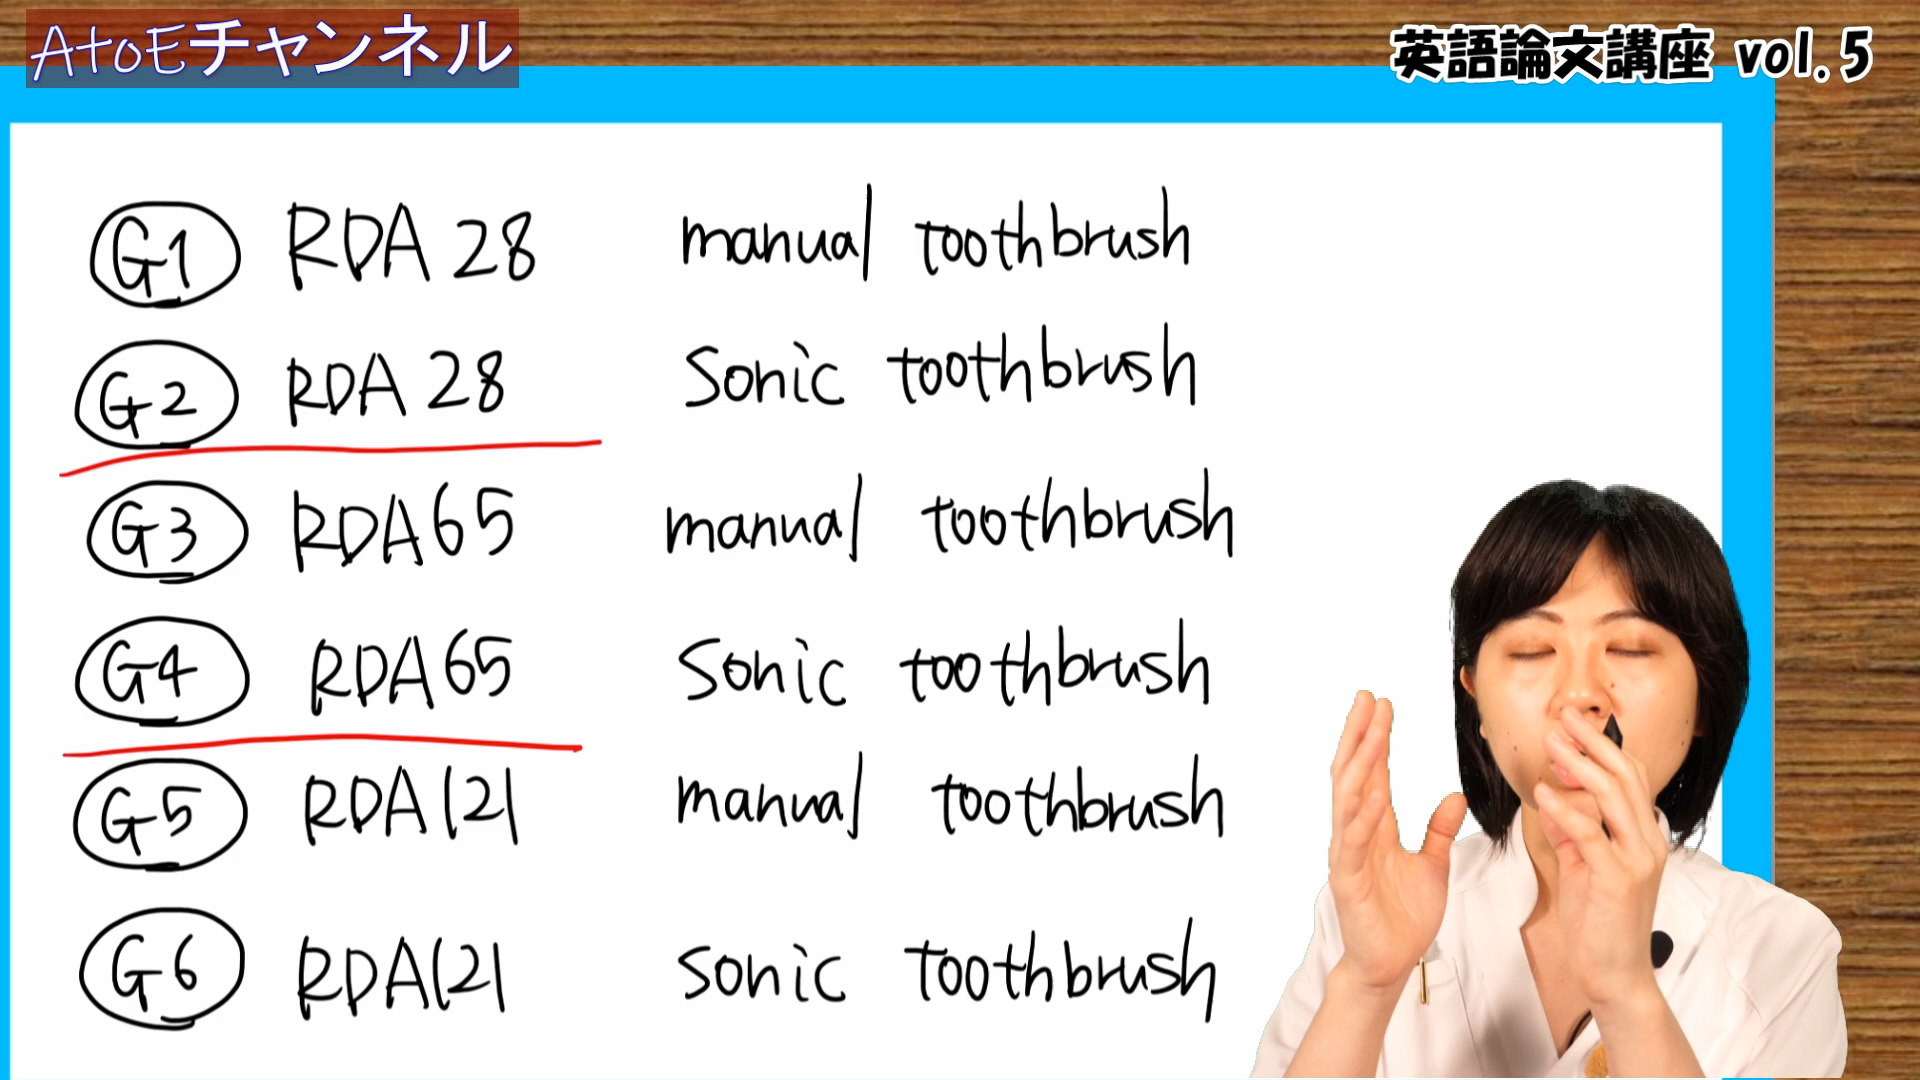 AtoEチャンネル
英語論文講座 vol.5
G1 RDA 28 manual toothbrush
G2 RDA 28 Sonic toothbrush
G3 RDA 65 manual toothbrush
G4 RDA 65 Sonic toothbrush
G5 RDA 121 manual toothbrush
G6 RDA 121 sonic toothbrush